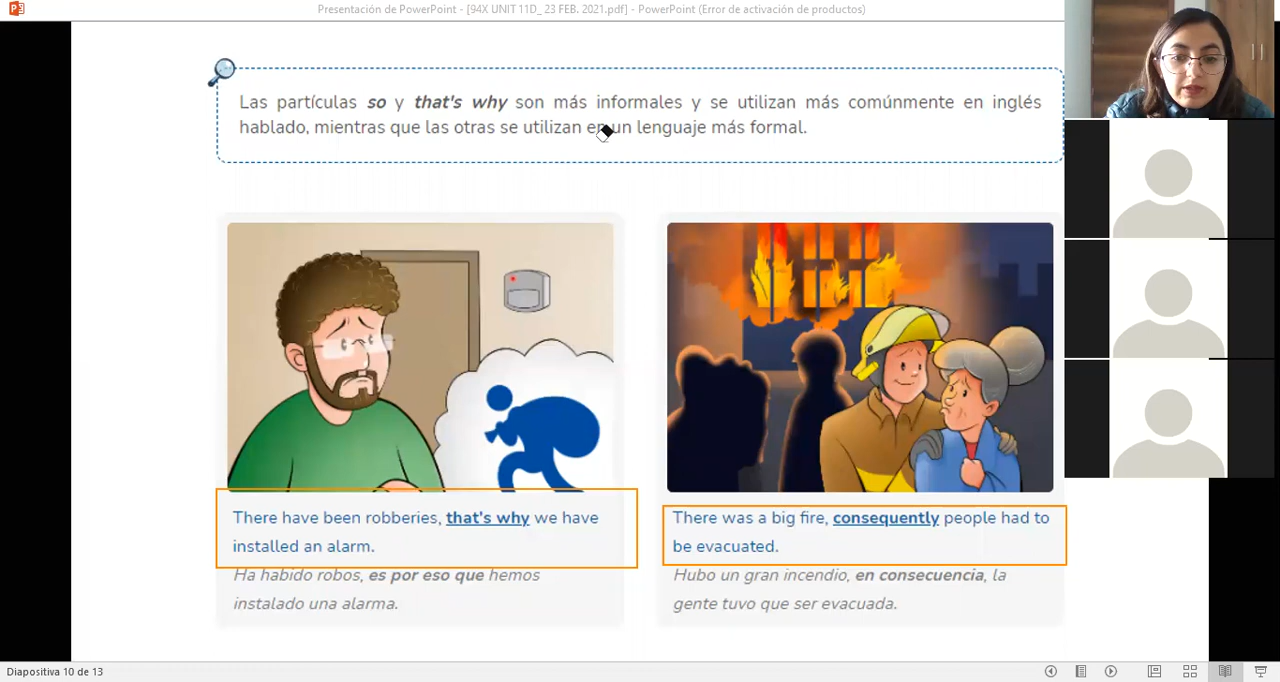 Presentación de PowerPoint - [94X UNIT 11D_ 23 FEB. 2021.pdf] - PowerPoint (Error de activación de productos)
Las partículas so y that's why son más informales y se utilizan más comúnmente en inglés
hablado, mientras que las otras se utilizan en un lenguaje más formal.
There have been robberies, that's why we have
installed an alarm.
Ha habido robos, es por eso que hemos
instalado una alarma.
There was a big fire, consequently people had to
be evacuated.
Hubo un gran incendio, en consecuencia, la
gente tuvo que ser evacuada.
Diapositiva 10 de 13